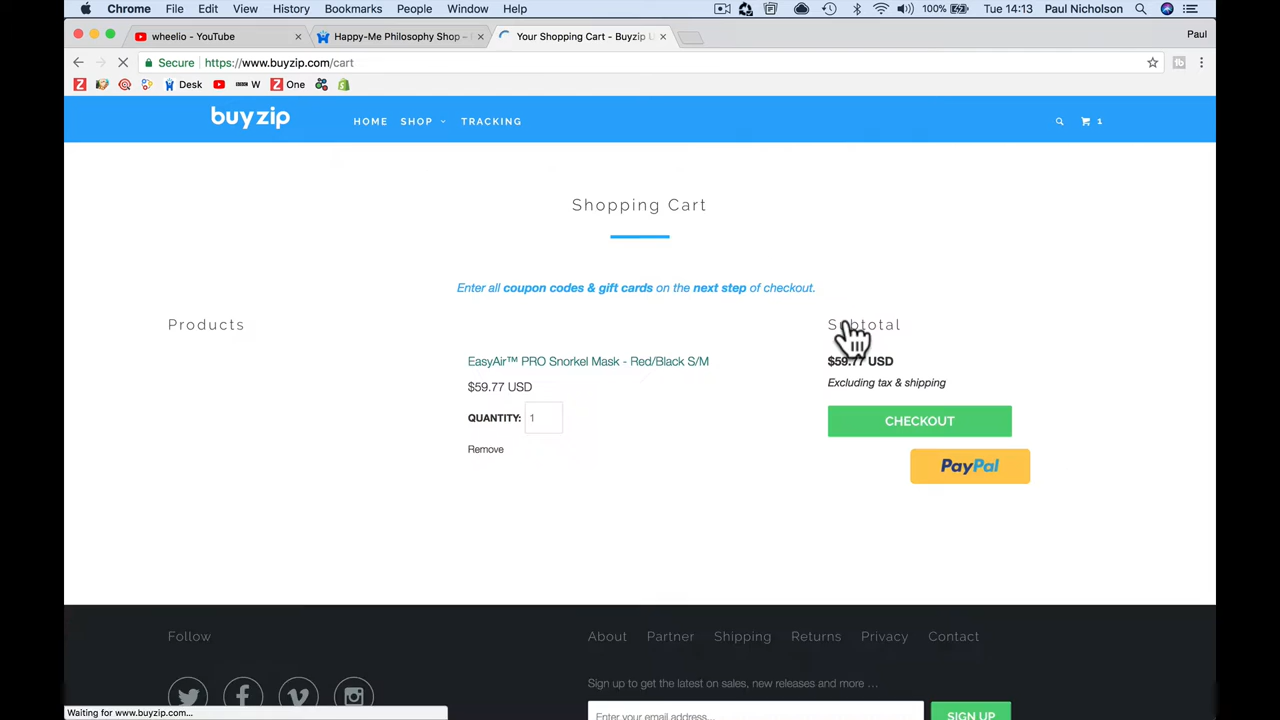 Chrome File Edit View History Bookmarks People Window Help 100% Tue 14:13 Paul Nicholson
wheelio - YouTube Happy-Me Philosophy Shop – Your Shopping Cart - Buyzip Paul
Secure https://www.buyzip.com/cart
Desk W One
buyzip HOME SHOP TRACKING 1
Shopping Cart
Enter all coupon codes & gift cards on the next step of checkout.
Products Subtotal
EasyAir™ PRO Snorkel Mask - Red/Black S/M $59.77 USD
$59.77 USD Excluding tax & shipping
QUANTITY: 1 CHECKOUT
Remove PayPal
Follow About Partner Shipping Returns Privacy Contact
Sign up to get the latest on sales, new releases and more …
Enter your email address... SIGN UP
Waiting for www.buyzip.com...